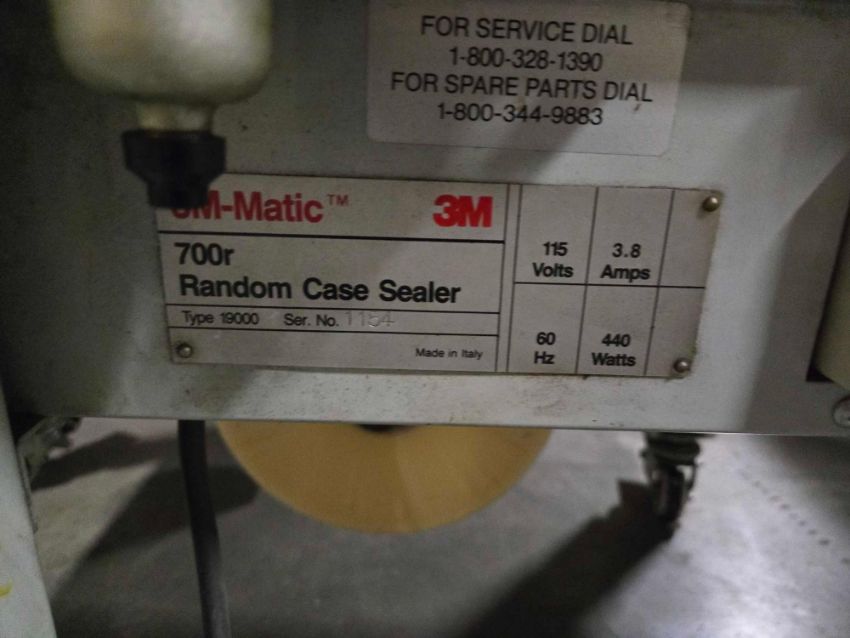 FOR SERVICE DIAL
1-800-328-1390
FOR SPARE PARTS DIAL
1-800-344-9883
3M-Matic™ 3M
700r
Random Case Sealer
Type 19000 Ser. No. 1154
Made in Italy
115
Volts
3.8
Amps
60
Hz
440
Watts